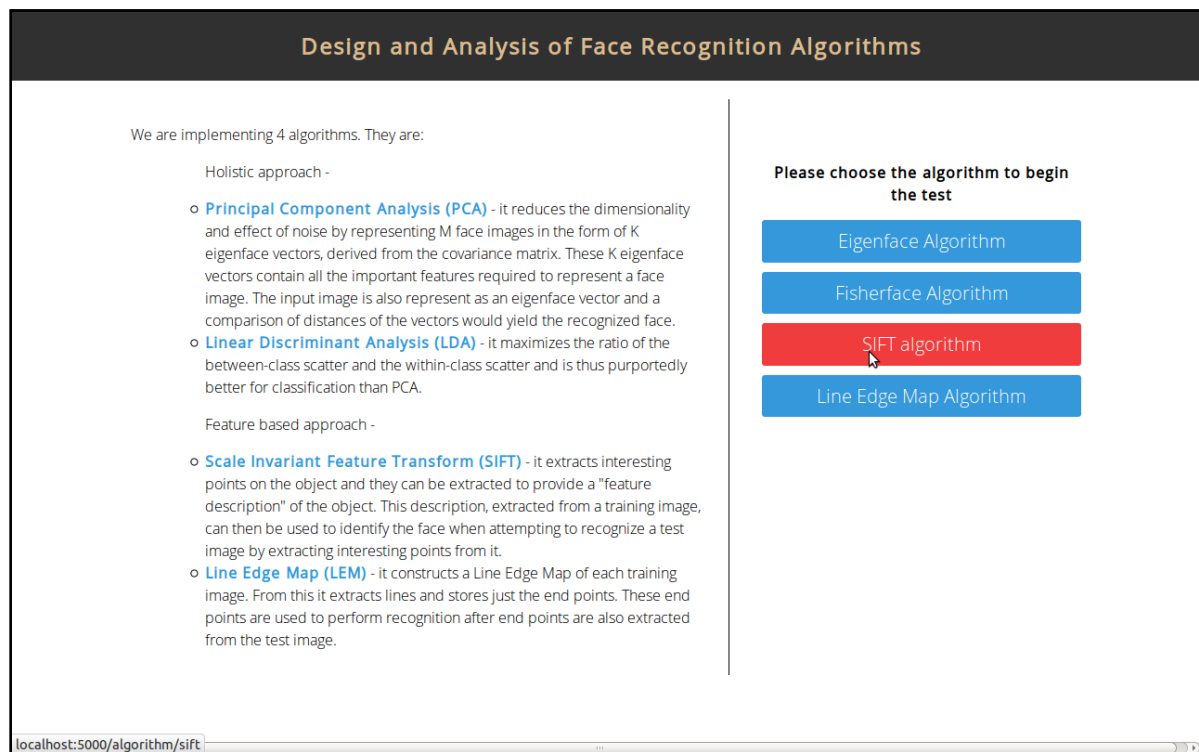 Design and Analysis of Face Recognition Algorithms
We are implementing 4 algorithms. They are:
Holistic approach -
Principal Component Analysis (PCA) - it reduces the dimensionality
and effect of noise by representing M face images in the form of K
eigenface vectors, derived from the covariance matrix. These K eigenface
vectors contain all the important features required to represent a face
image. The input image is also represent as an eigenface vector and a
comparison of distances of the vectors would yield the recognized face.
Linear Discriminant Analysis (LDA) - it maximizes the ratio of the
between-class scatter and the within-class scatter and is thus purportedly
better for classification than PCA.
Feature based approach -
Scale Invariant Feature Transform (SIFT) - it extracts interesting
points on the object and they can be extracted to provide a "feature
description" of the object. This description, extracted from a training image,
can then be used to identify the face when attempting to recognize a test
image by extracting interesting points from it.
Line Edge Map (LEM) - it constructs a Line Edge Map of each training
image. From this it extracts lines and stores just the end points. These end
points are used to perform recognition after end points are also extracted
from the test image.
Please choose the algorithm to begin
the test
Eigenface Algorithm
Fisherface Algorithm
SIFT algorithm
Line Edge Map Algorithm
localhost:5000/algorithm/sift